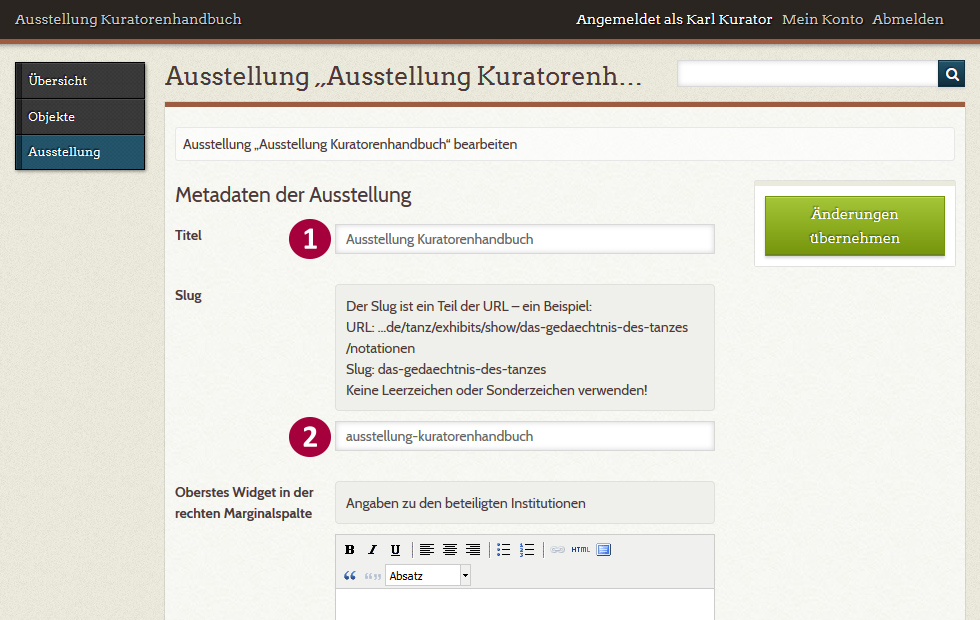 Ausstellung Kuratorenhandbuch
Angemeldet als Karl Kurator Mein Konto Abmelden
Übersicht
Objekte
Ausstellung
Ausstellung „Ausstellung Kuratorenh…
Ausstellung „Ausstellung Kuratorenhandbuch“ bearbeiten
Metadaten der Ausstellung
Änderungen
übernehmen
Titel
1
Ausstellung Kuratorenhandbuch
Slug
Der Slug ist ein Teil der URL – ein Beispiel:
URL: ...de/tanz/exhibits/show/das-gedaechtnis-des-tanzes
/notationen
Slug: das-gedaechtnis-des-tanzes
Keine Leerzeichen oder Sonderzeichen verwenden!
2
ausstellung-kuratorenhandbuch
Oberstes Widget in der
rechten Marginalspalte
Angaben zu den beteiligten Institutionen
B I U HTML
Absatz